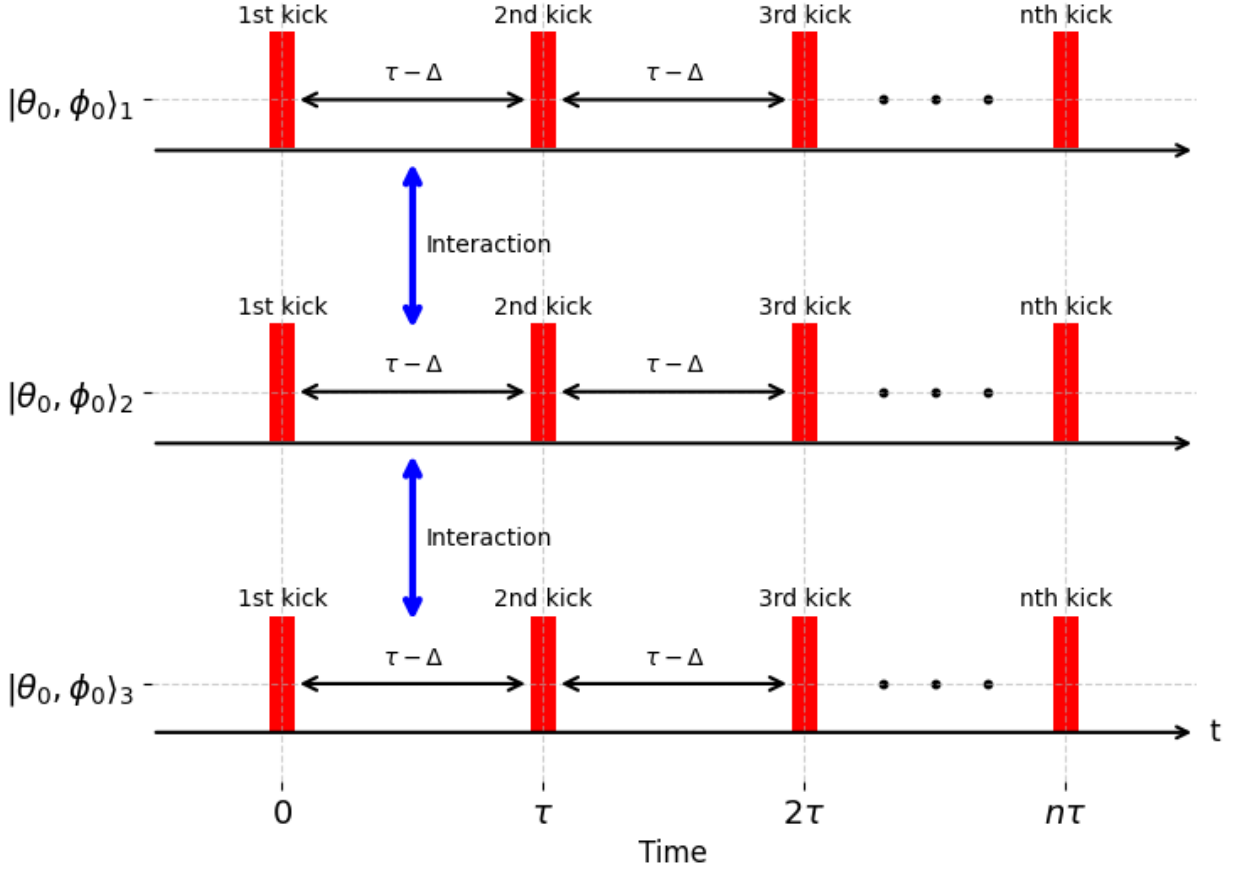 1st kick 2nd kick 3rd kick nth kick
τ − Δ τ − Δ
|θ₀, ϕ₀⟩₁
Interaction
1st kick 2nd kick 3rd kick nth kick
τ − Δ τ − Δ
|θ₀, ϕ₀⟩₂
Interaction
1st kick 2nd kick 3rd kick nth kick
τ − Δ τ − Δ
|θ₀, ϕ₀⟩₃
t
0 τ 2τ nτ
Time